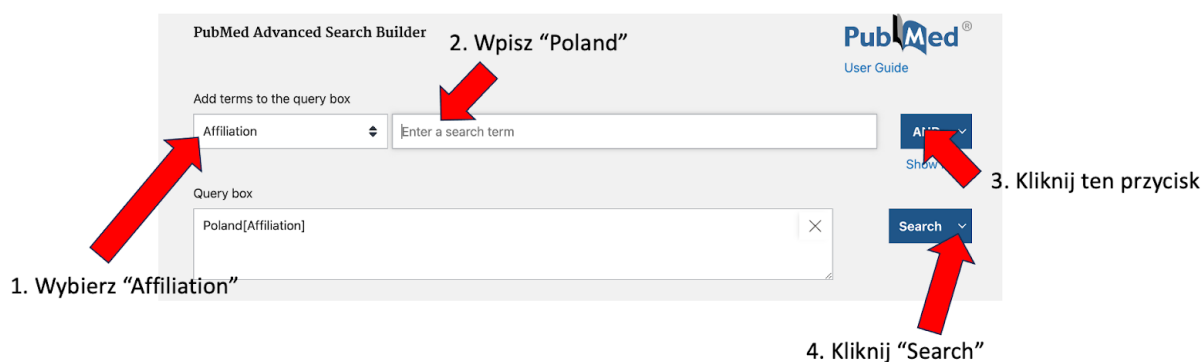 PubMed Advanced Search Builder
2. Wpisz “Poland”
PubMed®
User Guide
Add terms to the query box
Affiliation
Enter a search term
Show
3. Kliknij ten przycisk
Query box
Poland[Affiliation]
Search
1. Wybierz “Affiliation”
4. Kliknij “Search”